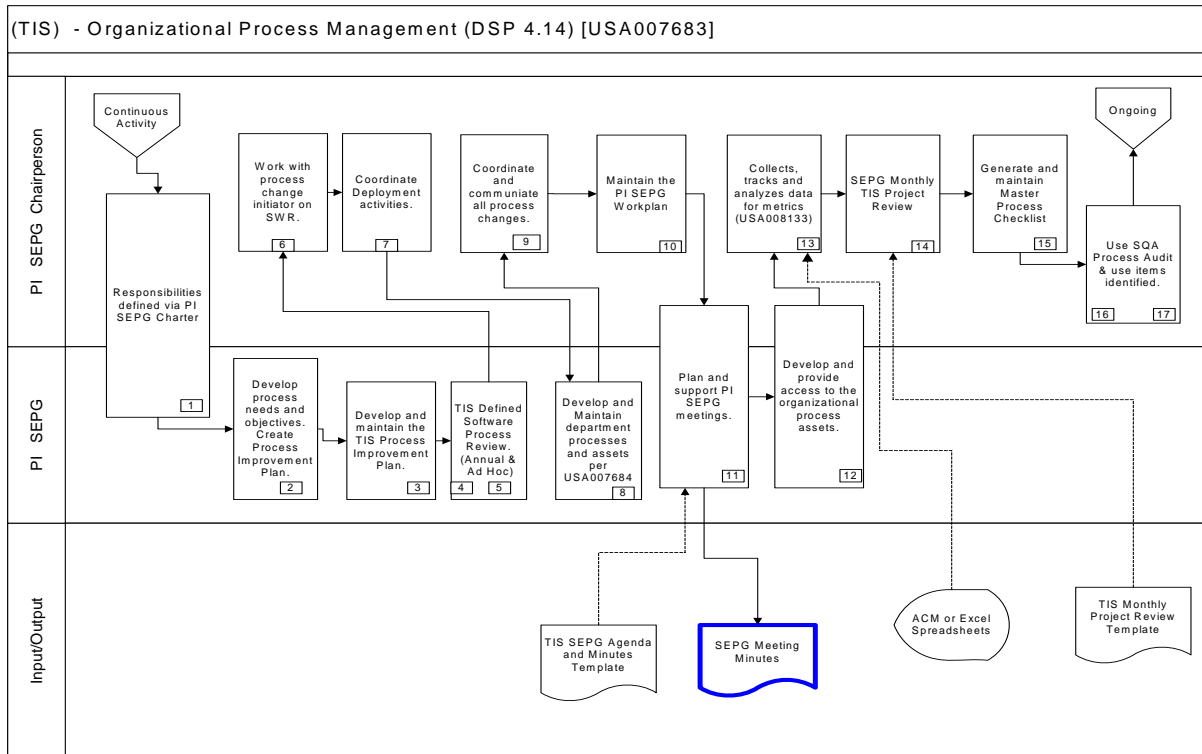 (TIS) - Organizational Process Management (DSP 4.14) [USA007683]
PI SEPG Chairperson
Continuous
Activity
Responsibilities
defined via PI
SEPG Charter
1
Work with
process
change
initiator on
SWR.
6
Coordinate
Deployment
activities.
7
Coordinate
and
communiate
all process
changes.
9
Maintain the
PI SEPG
Workplan
10
Collects,
tracks and
analyzes data
for metrics
(USA008133)
13
SEPG Monthly
TIS Project
Review
14
Generate and
maintain
Master
Process
Checklist
15
Ongoing
Use SQA
Process Audit
& use items
identified.
16
17
PI SEPG
Develop
process
needs and
objectives.
Create
Process
Improvement
Plan.
2
Develop and
maintain the
TIS Process
Improvement
Plan.
3
TIS Defined
Software
Process
Review.
(Annual &
Ad Hoc)
4
5
Develop and
Maintain
department
processes
and assets
per
USA007684
8
Plan and
support PI
SEPG
meetings.
11
Develop and
provide
access to the
organizational
process
assets.
12
Input/Output
TIS SEPG Agenda
and Minutes
Template
SEPG Meeting
Minutes
ACM or Excel
Spreadsheets
TIS Monthly
Project Review
Template